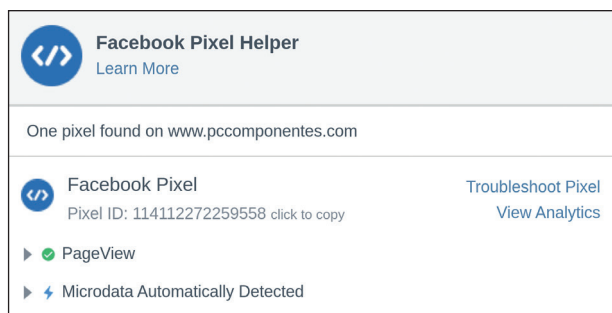 Facebook Pixel Helper
Learn More
One pixel found on www.pccomponentes.com
Facebook Pixel
Troubleshoot Pixel
Pixel ID: 114112272259558 click to copy
View Analytics
PageView
Microdata Automatically Detected